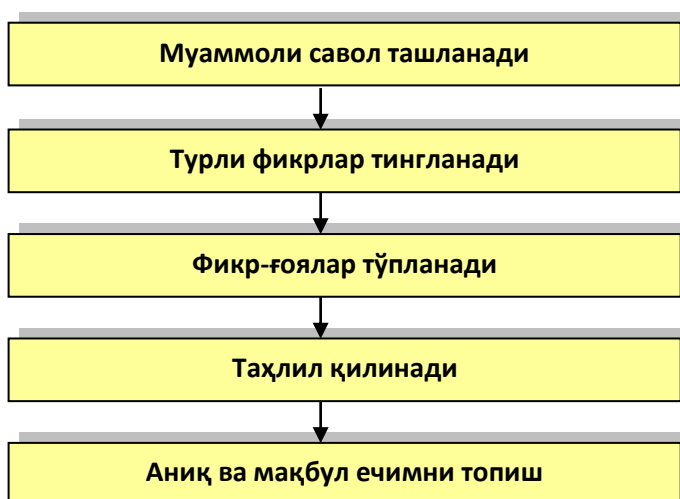 Муаммоли савол ташланади
Турли фикрлар тингланади
Фикр-ғоялар тўпланади
Таҳлил қилинади
Аниқ ва мақбул ечимни топиш